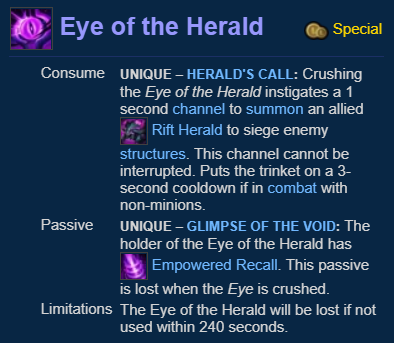 Eye of the Herald
Special
Consume
UNIQUE – HERALD'S CALL: Crushing
the Eye of the Herald instigates a 1
second channel to summon an allied
Rift Herald to siege enemy
structures. This channel cannot be
interrupted. Puts the trinket on a 3-
second cooldown if in combat with
non-minions.
Passive
UNIQUE – GLIMPSE OF THE VOID: The
holder of the Eye of the Herald has
Empowered Recall. This passive
is lost when the Eye is crushed.
Limitations
The Eye of the Herald will be lost if not
used within 240 seconds.